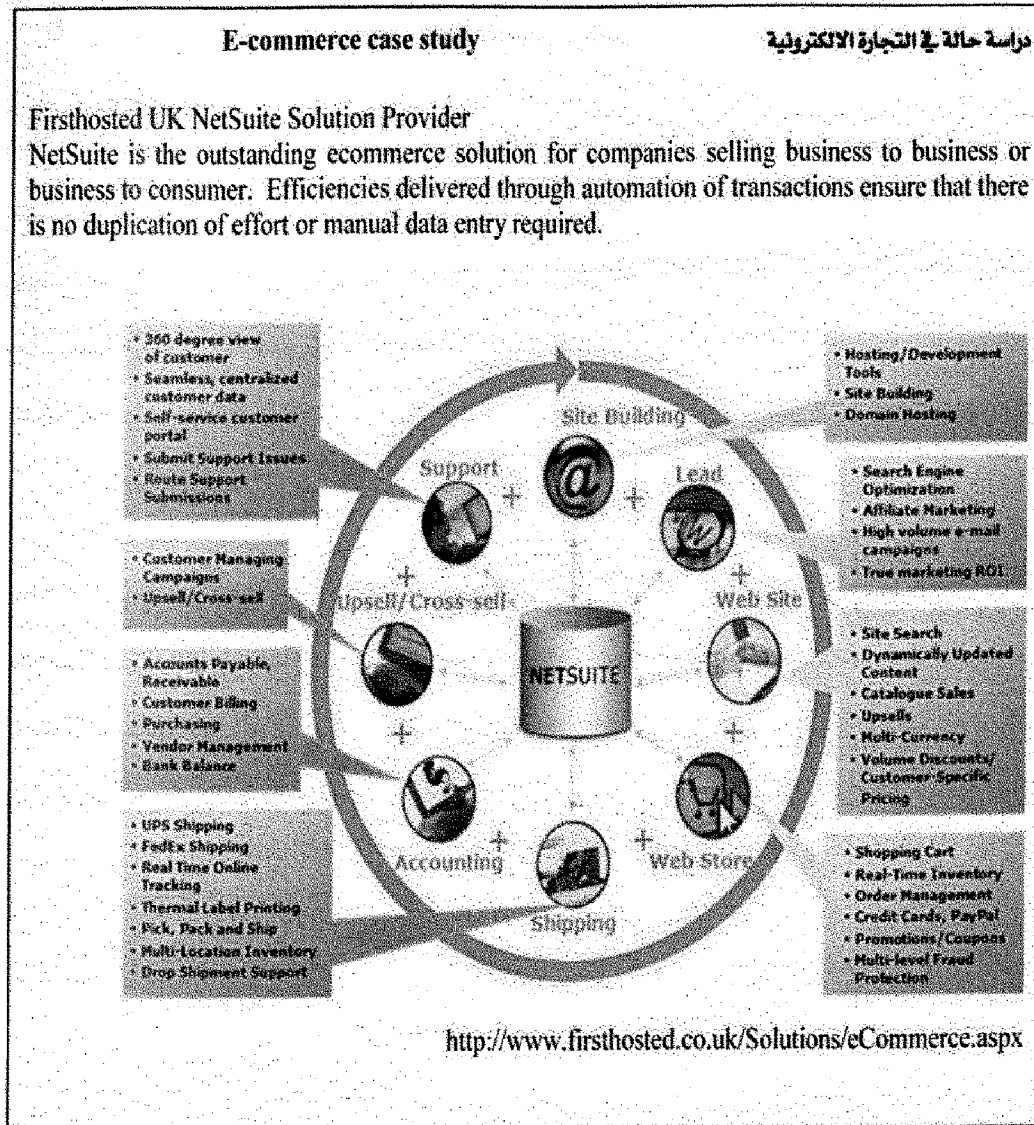 E-commerce case study
دراسة حالة في التجارة الالكترونية
Firsthosted UK NetSuite Solution Provider
NetSuite is the outstanding ecommerce solution for companies selling business to business or
business to consumer. Efficiencies delivered through automation of transactions ensure that there
is no duplication of effort or manual data entry required.
• 360 degree view
of customer
• Seamless, centralized
customer data
• Self-service customer
portal
• Submit Support Issues
• Route Support
Submissions
• Customer Managing
Campaigns
• Upsell/Cross-sell
• Accounts Payable,
Receivable
• Customer Billing
• Purchasing
• Vendor Management
• Bank Balance
• UPS Shipping
• FedEx Shipping
• Real Time Online
Tracking
• Thermal Label Printing
• Pick, Pack and Ship
• Multi-Location Inventory
• Drop Shipment Support
Site Building
Support
Lead
Upsell/Cross-sell
Web Site
NETSUITE
Accounting
Web Store
Shipping
• Hosting/Development
Tools
• Site Building
• Domain Hosting
• Search Engine
Optimization
• Affiliate Marketing
• High volume e-mail
campaigns
• True marketing ROI
• Site Search
• Dynamically Updated
Content
• Catalogue Sales
• Upsells
• Multi-Currency
• Volume Discounts/
Customer-Specific
Pricing
• Shopping Cart
• Real-Time Inventory
• Order Management
• Credit Cards, PayPal
• Promotions/Coupons
• Multi-level Fraud
Protection
http://www.firsthosted.co.uk/Solutions/eCommerce.aspx